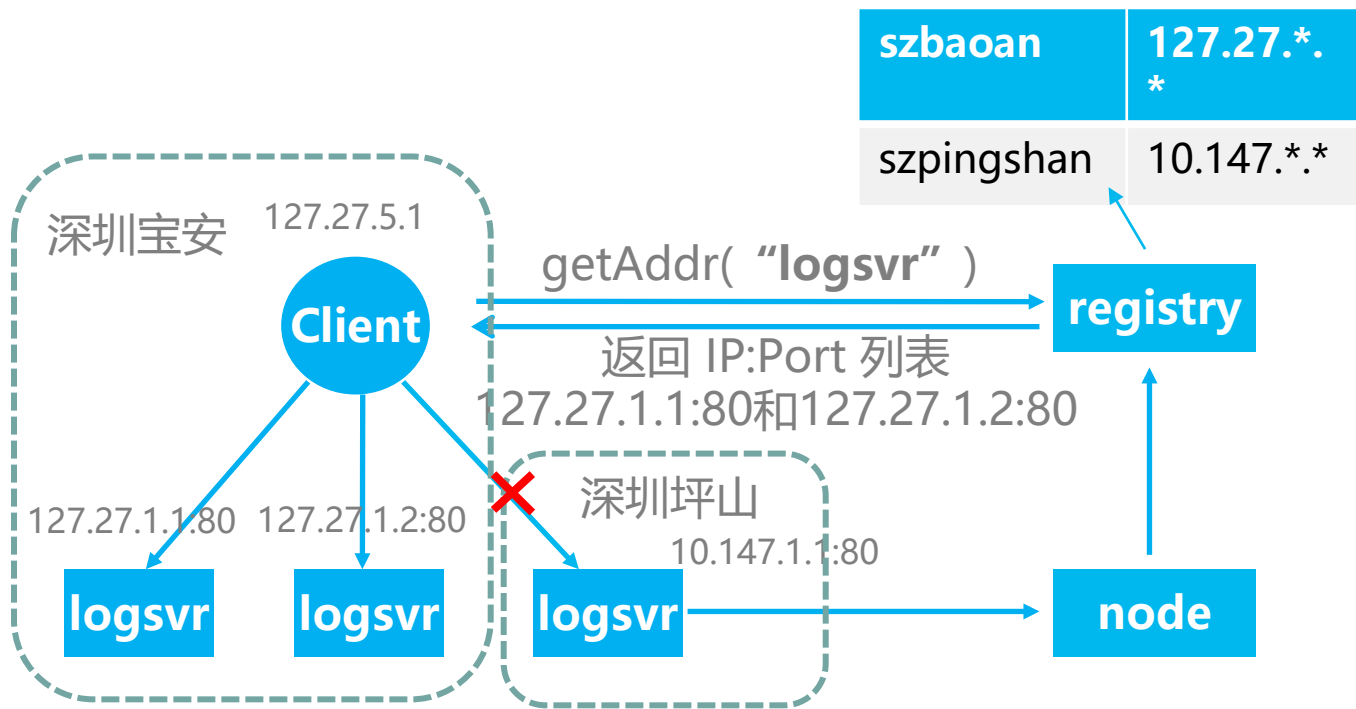 szbaoan
127.27.*.
*
szpingshan
10.147.*.*
深圳宝安
127.27.5.1
getAddr( “logsvr” )
Client
registry
返回 IP:Port 列表
127.27.1.1:80和127.27.1.2:80
深圳坪山
127.27.1.1:80
127.27.1.2:80
10.147.1.1:80
logsvr
logsvr
logsvr
node